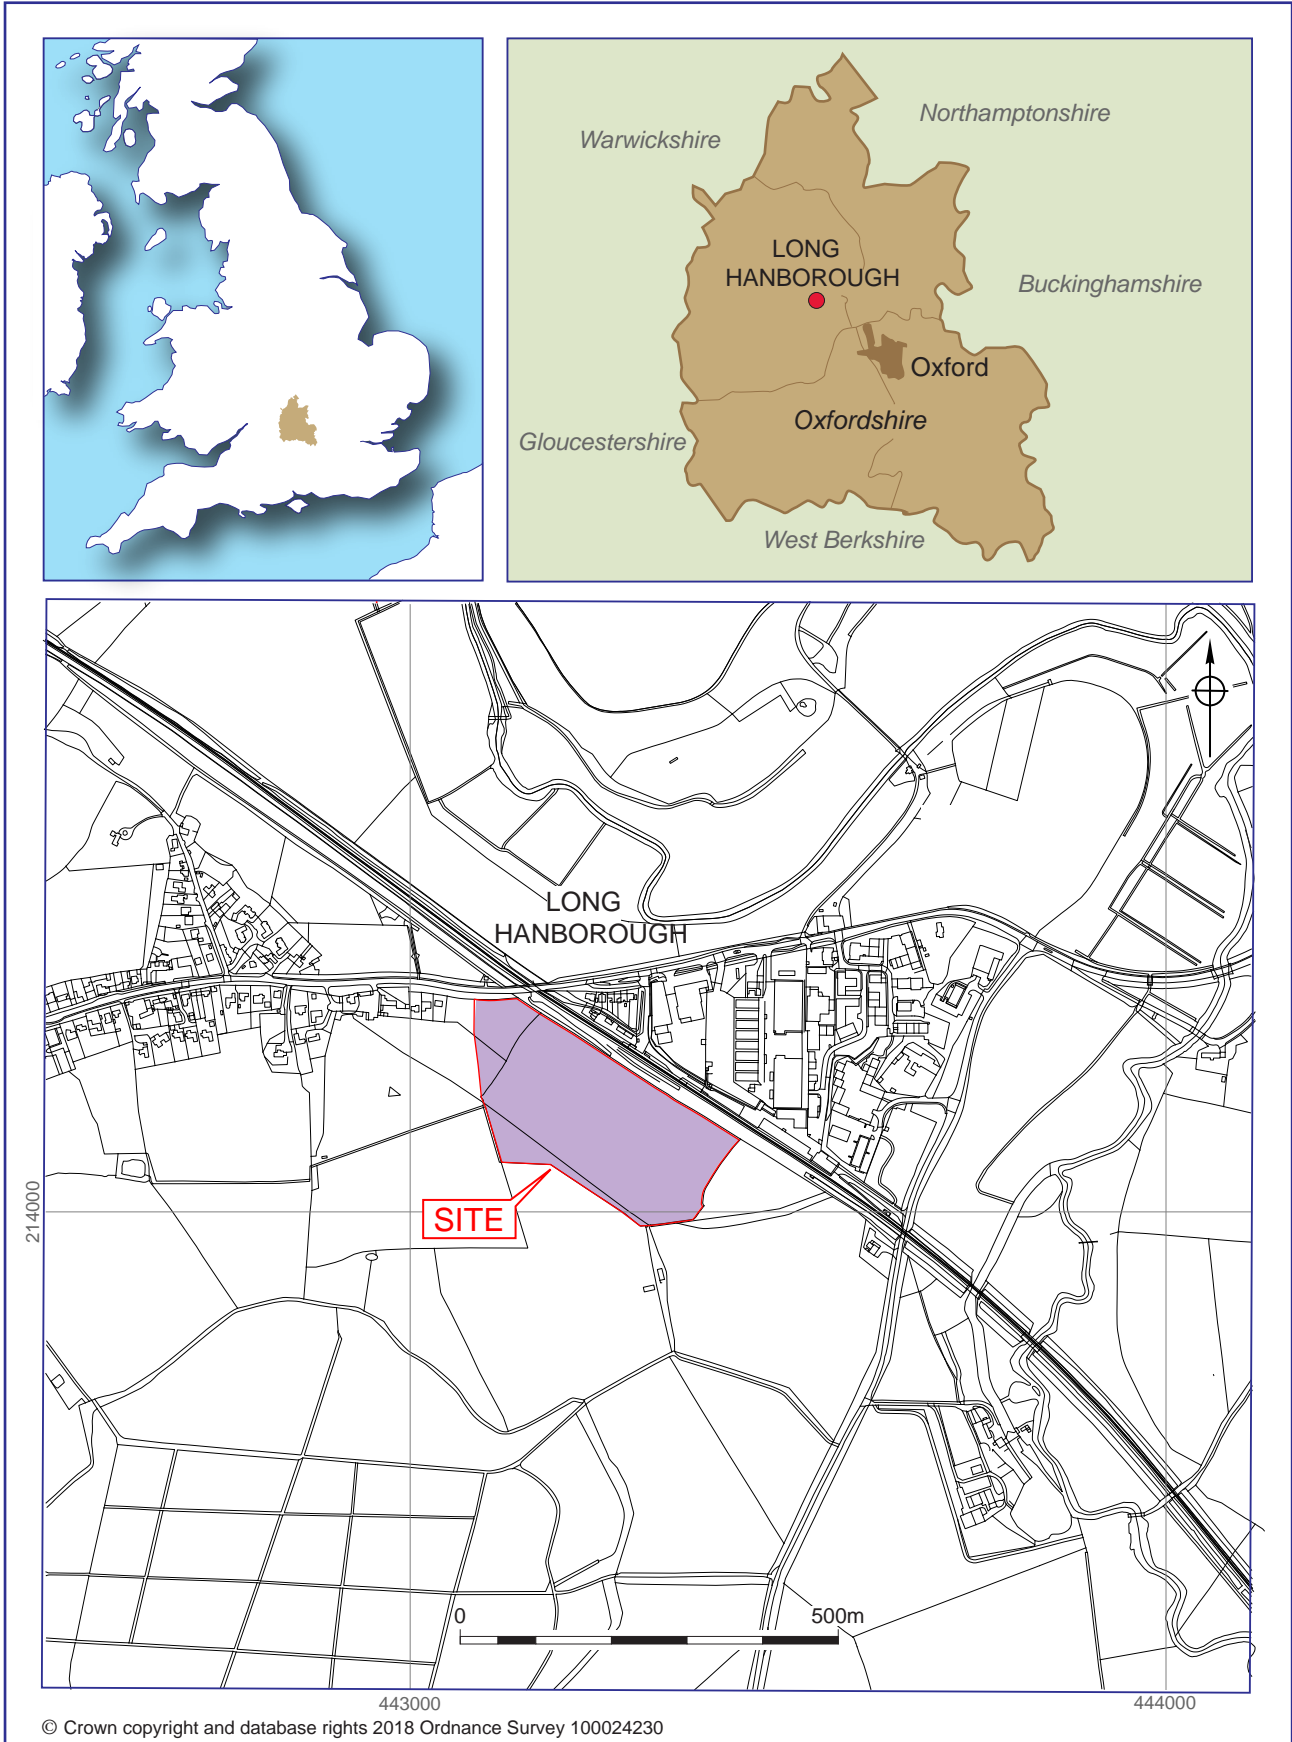 Northamptonshire
Warwickshire
LONG
HANBOROUGH
Buckinghamshire
Oxford
Oxfordshire
Gloucestershire
West Berkshire
LONG
HANBOROUGH
SITE
214000
0 500m
443000 444000
© Crown copyright and database rights 2018 Ordnance Survey 100024230